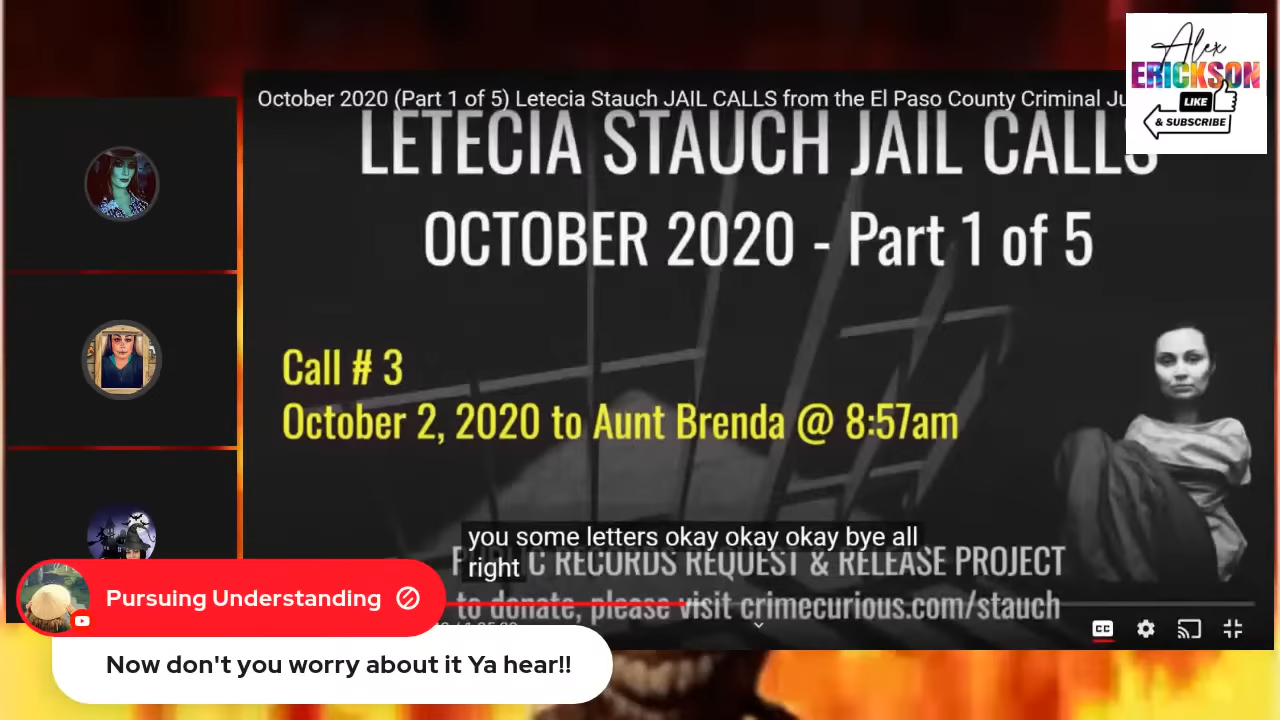 Alex
ERICKSON
LIKE
& SUBSCRIBE
October 2020 (Part 1 of 5) Letecia Stauch JAIL CALLS from the El Paso County Criminal
LETECIA STAUCH JAIL CALLS
OCTOBER 2020 - Part 1 of 5
Call # 3
October 2, 2020 to Aunt Brenda @ 8:57am
you some letters okay okay okay bye all
right
C RECORDS REQUEST & RELEASE PROJECT
to donate, please visit crimecurious.com/stauch
CC
Pursuing Understanding
Now don't you worry about it Ya hear!!